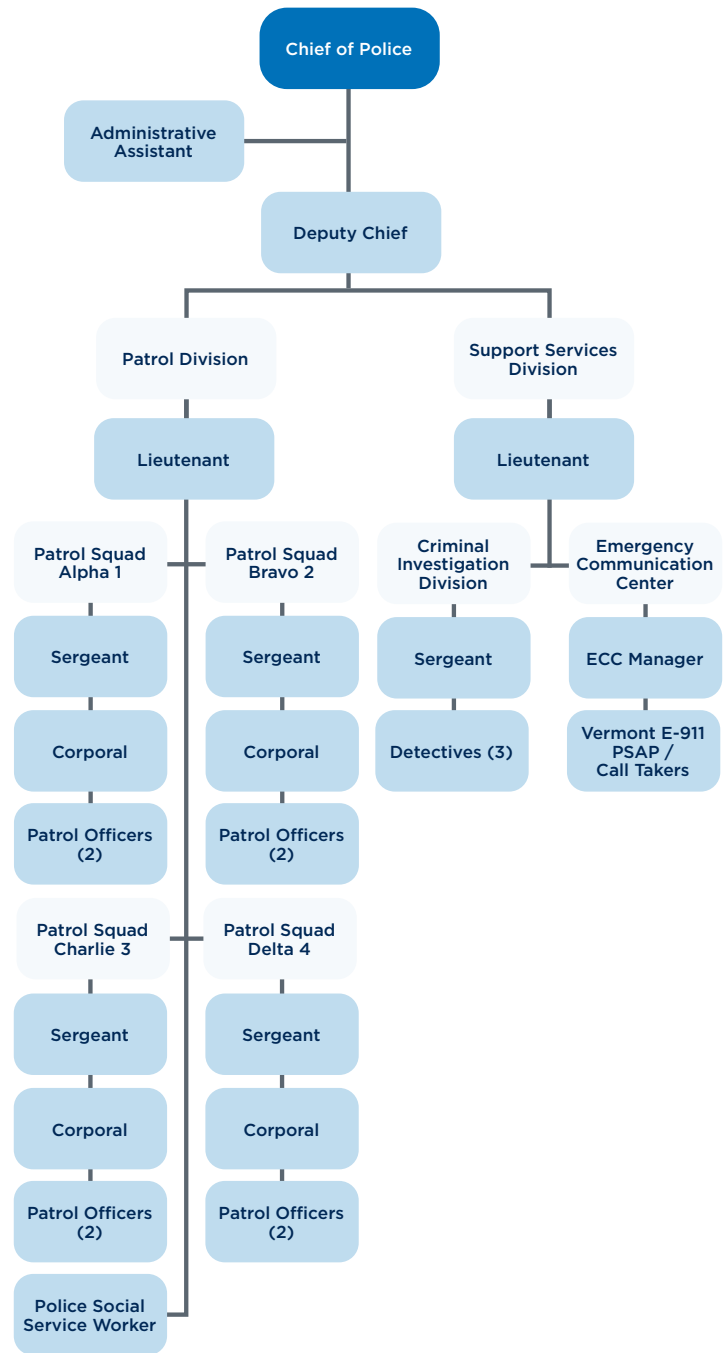 Chief of Police
Administrative
Assistant
Deputy Chief
Patrol Division
Support Services
Division
Lieutenant
Lieutenant
Patrol Squad
Alpha 1
Patrol Squad
Bravo 2
Criminal
Investigation
Division
Emergency
Communication
Center
Sergeant
Sergeant
Sergeant
ECC Manager
Corporal
Corporal
Detectives (3)
Vermont E-911
PSAP /
Call Takers
Patrol Officers
(2)
Patrol Officers
(2)
Patrol Squad
Charlie 3
Patrol Squad
Delta 4
Sergeant
Sergeant
Corporal
Corporal
Patrol Officers
(2)
Patrol Officers
(2)
Police Social
Service Worker